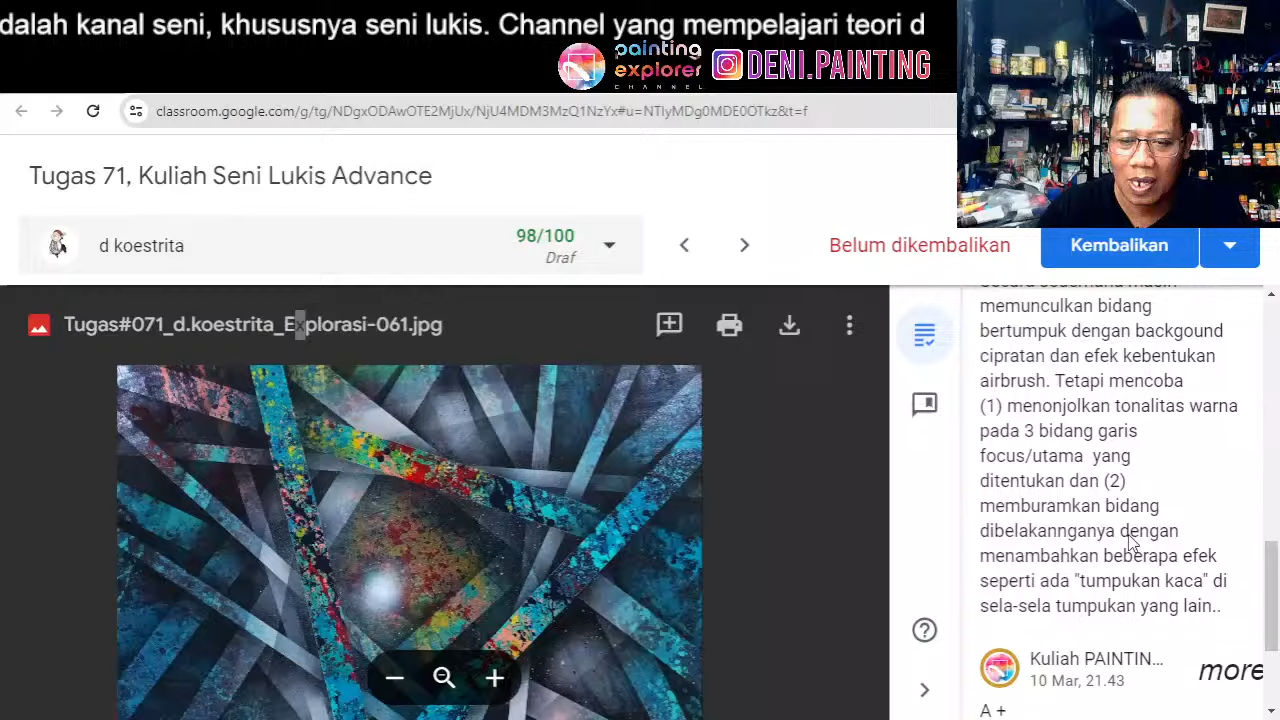 dalah kanal seni, khususnya seni lukis. Channel yang mempelajari teori d
painting
explorer
CHANNEL
DENI.PAINTING
classroom.google.com/g/tg/NDgxODAwOTE2MjUx/NjU4MDM3MzQ1NzYx#u=NTIyMDg0MDE0OTkz&t=f
Tugas 71, Kuliah Seni Lukis Advance
d koestrita
98/100
Draf
Belum dikembalikan
Kembalikan
Tugas#071_d.koestrita_Explorasi-061.jpg
memunculkan bidang
bertumpuk dengan backgound
cipratan dan efek kebentukan
airbrush. Tetapi mencoba
(1) menonjolkan tonalitas warna
pada 3 bidang garis
focus/utama yang
ditentukan dan (2)
memburamkan bidang
dibelakannganya dengan
menambahkan beberapa efek
seperti ada "tumpukan kaca" di
sela-sela tumpukan yang lain..
Kuliah PAINTIN...
10 Mar, 21.43
more
A +